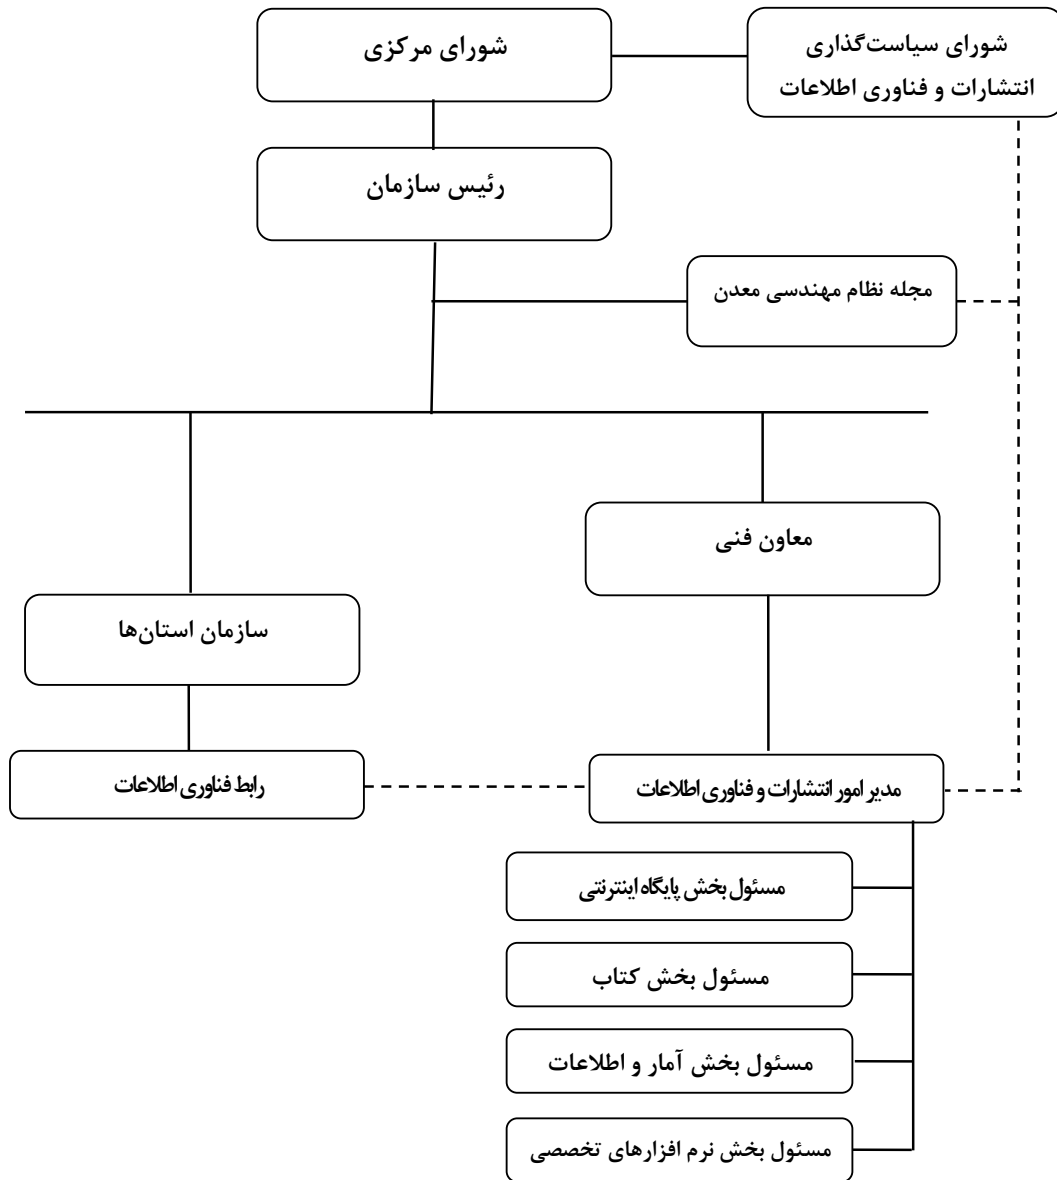 شورای مرکزی
شورای سیاست‌گذاری
انتشارات و فناوری اطلاعات
رئیس سازمان
مجله نظام مهندسی معدن
معاون فنی
سازمان استان‌ها
مدیر امور انتشارات و فناوری اطلاعات
رابط فناوری اطلاعات
مسئول بخش پایگاه اینترنتی
مسئول بخش کتاب
مسئول بخش آمار و اطلاعات
مسئول بخش نرم افزارهای تخصصی